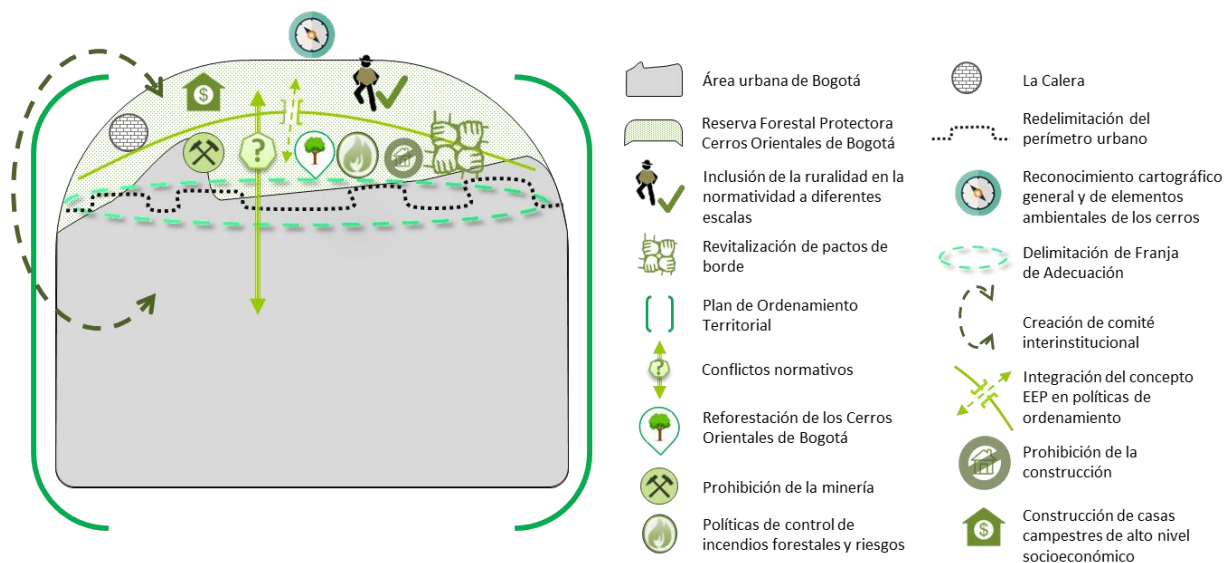 Área urbana de Bogotá
Reserva Forestal Protectora
Cerros Orientales de Bogotá
Inclusión de la ruralidad en la
normatividad a diferentes
escalas
Revitalización de pactos de
borde
Plan de Ordenamiento
Territorial
Conflictos normativos
Reforestación de los Cerros
Orientales de Bogotá
Prohibición de la minería
Políticas de control de
incendios forestales y riesgos
La Calera
Redelimitación del
perímetro urbano
Reconocimiento cartográfico
general y de elementos
ambientales de los cerros
Delimitación de Franja
de Adecuación
Creación de comité
interinstitucional
Integración del concepto
EEP en políticas de
ordenamiento
Prohibición de la
construcción
Construcción de casas
campestres de alto nivel
socioeconómico
$
?
?
$